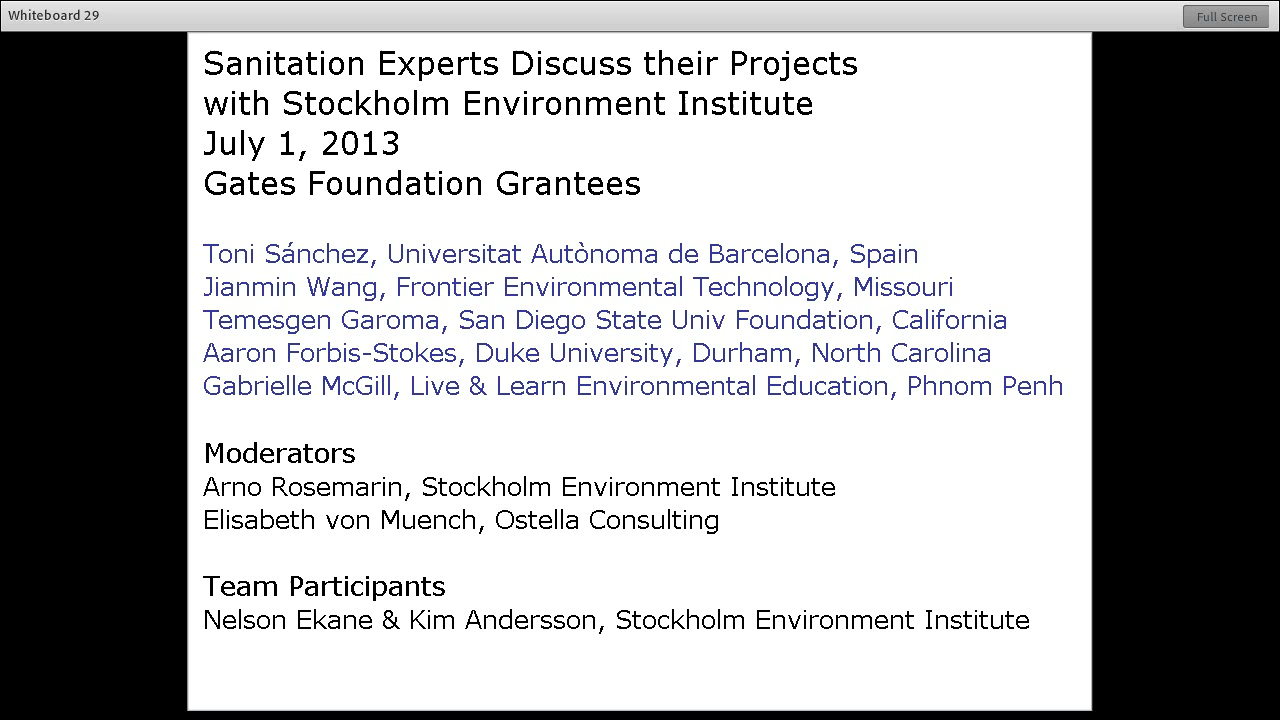 Whiteboard 29
Full Screen
Sanitation Experts Discuss their Projects
with Stockholm Environment Institute
July 1, 2013
Gates Foundation Grantees
Toni Sánchez, Universitat Autònoma de Barcelona, Spain
Jianmin Wang, Frontier Environmental Technology, Missouri
Temesgen Garoma, San Diego State Univ Foundation, California
Aaron Forbis-Stokes, Duke University, Durham, North Carolina
Gabrielle McGill, Live & Learn Environmental Education, Phnom Penh
Moderators
Arno Rosemarin, Stockholm Environment Institute
Elisabeth von Muench, Ostella Consulting
Team Participants
Nelson Ekane & Kim Andersson, Stockholm Environment Institute